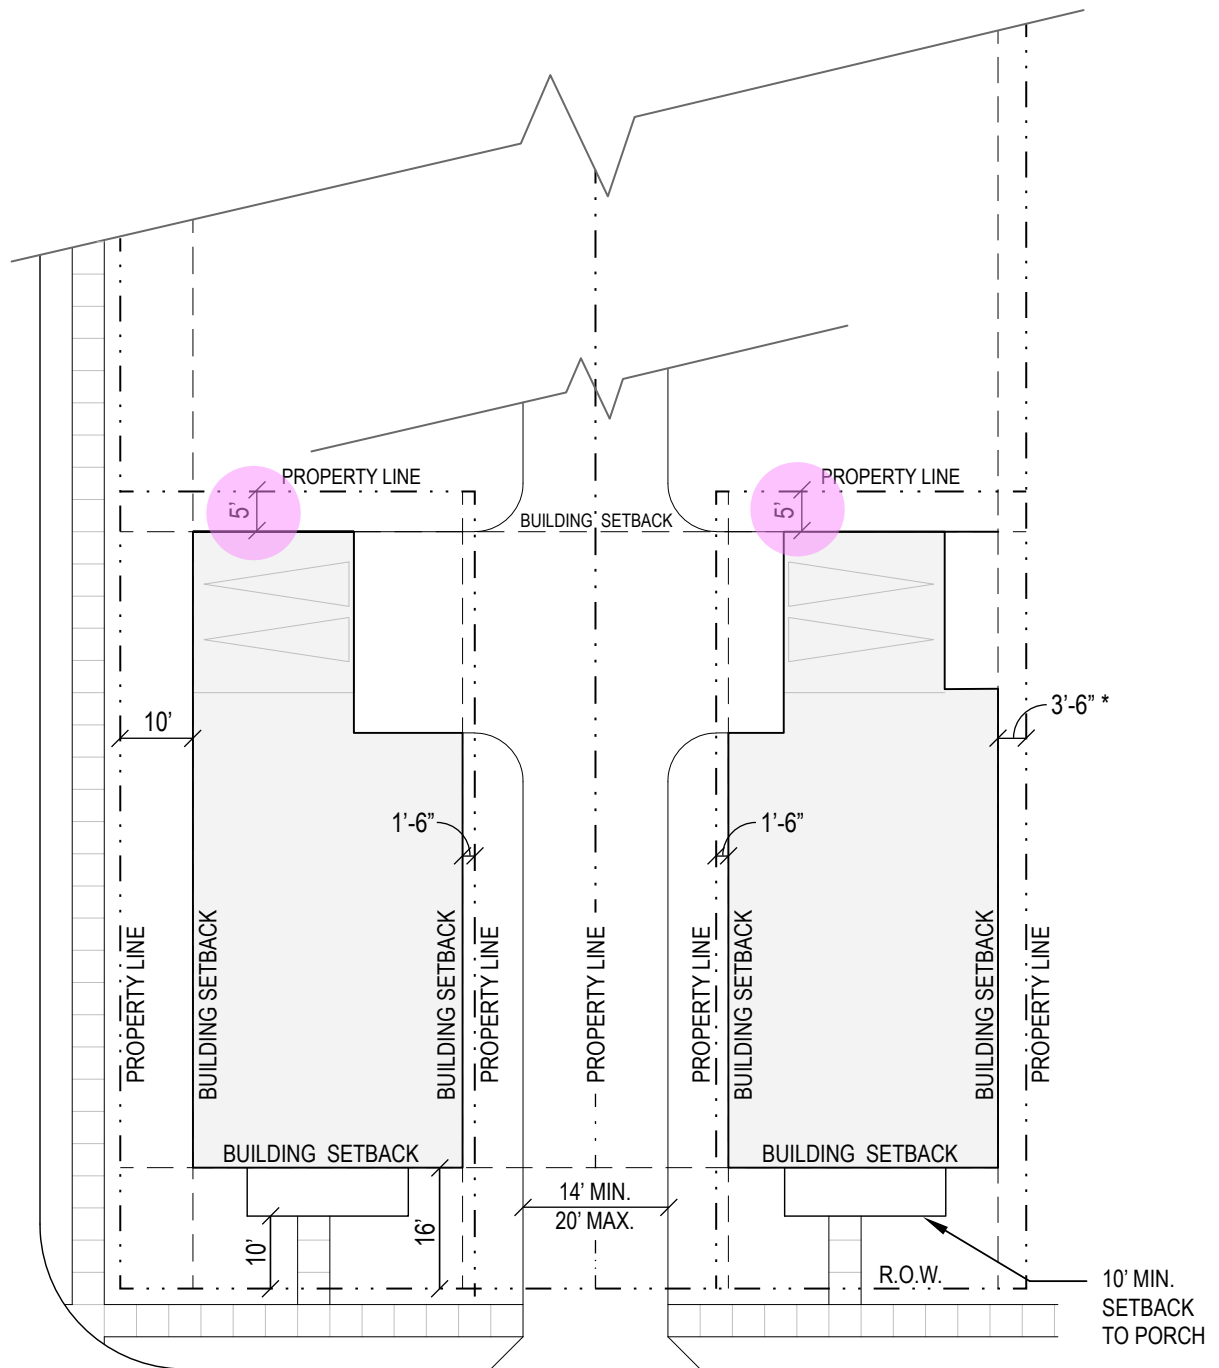 PROPERTY LINE
PROPERTY LINE
5'
5'
BUILDING SETBACK
10'
3'-6" *
1'-6"
1'-6"
PROPERTY LINE
BUILDING SETBACK
BUILDING SETBACK
PROPERTY LINE
PROPERTY LINE
PROPERTY LINE
BUILDING SETBACK
BUILDING SETBACK
PROPERTY LINE
BUILDING SETBACK
BUILDING SETBACK
14' MIN.
20' MAX.
10'
16'
R.O.W.
10' MIN.
SETBACK
TO PORCH